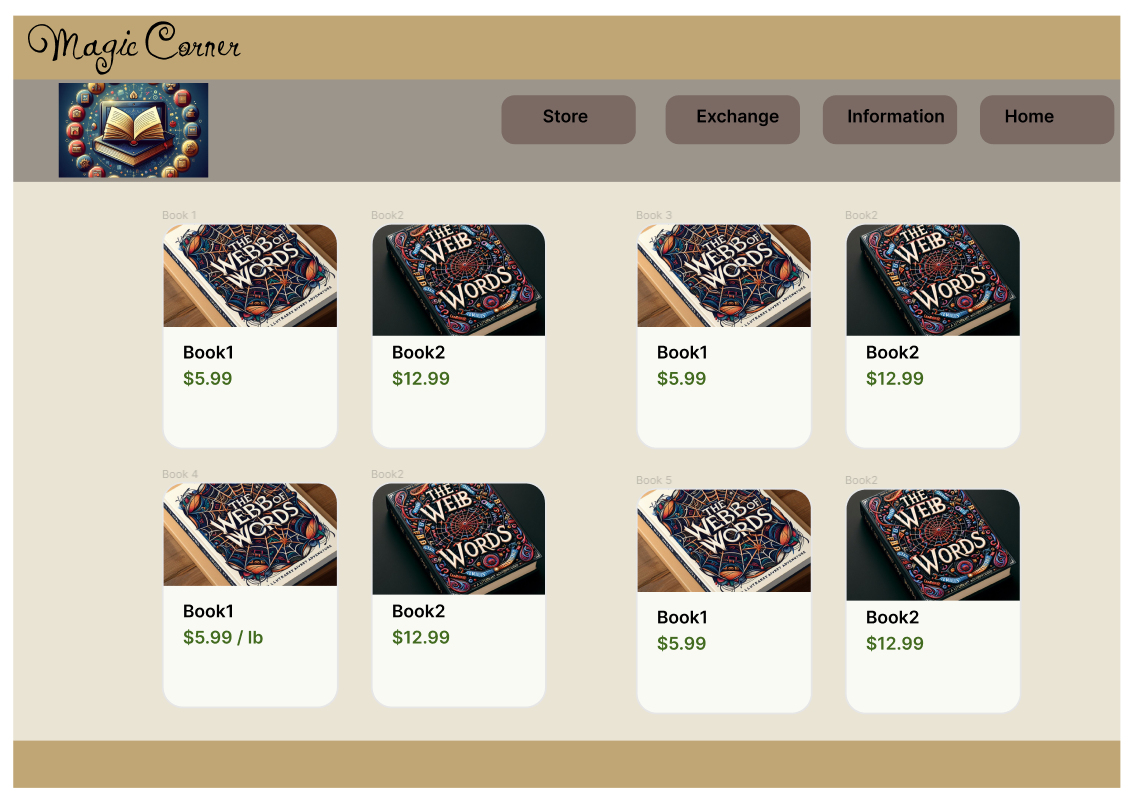 Magic Corner
Store
Exchange
Information
Home
Book 1
Book2
Book 3
Book2
THE
WEBB OF
WORDS
THE
WEIB
WORDS
THE
WEBB OF
WORDS
THE
WEIB
WORDS
Book1
$5.99
Book2
$12.99
Book1
$5.99
Book2
$12.99
Book 4
Book2
Book 5
Book2
THE
WEBB OF
WORDS
THE
WEIB
WORDS
THE
WEBB OF
WORDS
THE
WEIB
WORDS
Book1
$5.99 / lb
Book2
$12.99
Book1
$5.99
Book2
$12.99